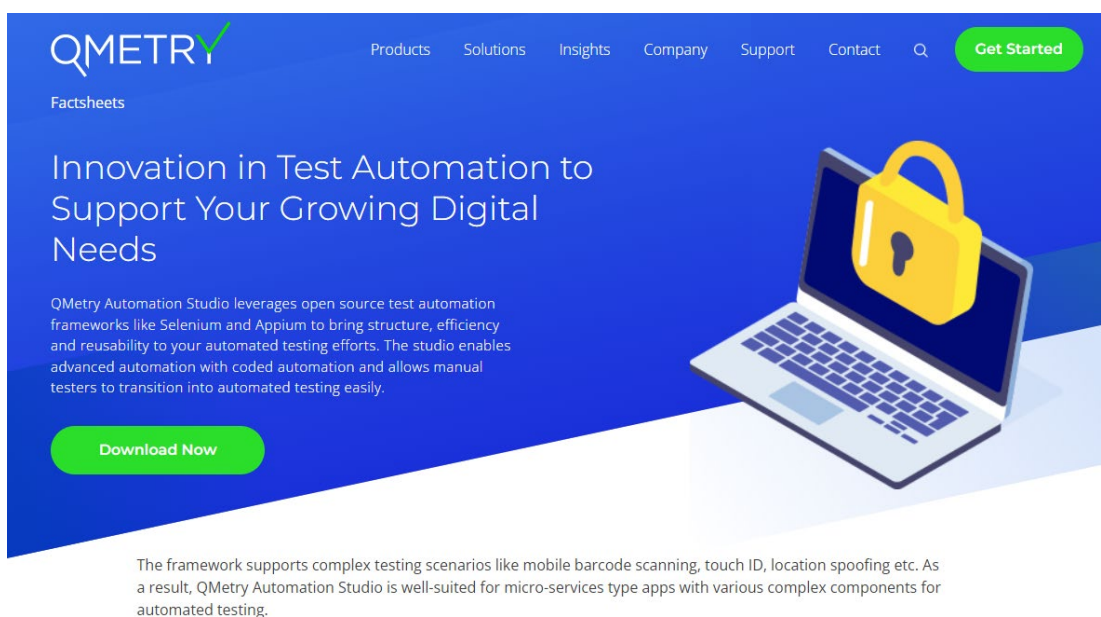 QMETRY
Products Solutions Insights Company Support Contact Get Started
Factsheets
Innovation in Test Automation to
Support Your Growing Digital
Needs
QMetry Automation Studio leverages open source test automation
frameworks like Selenium and Appium to bring structure, efficiency
and reusability to your automated testing efforts. The studio enables
advanced automation with coded automation and allows manual
testers to transition into automated testing easily.
Download Now
The framework supports complex testing scenarios like mobile barcode scanning, touch ID, location spoofing etc. As
a result, QMetry Automation Studio is well-suited for micro-services type apps with various complex components for
automated testing.